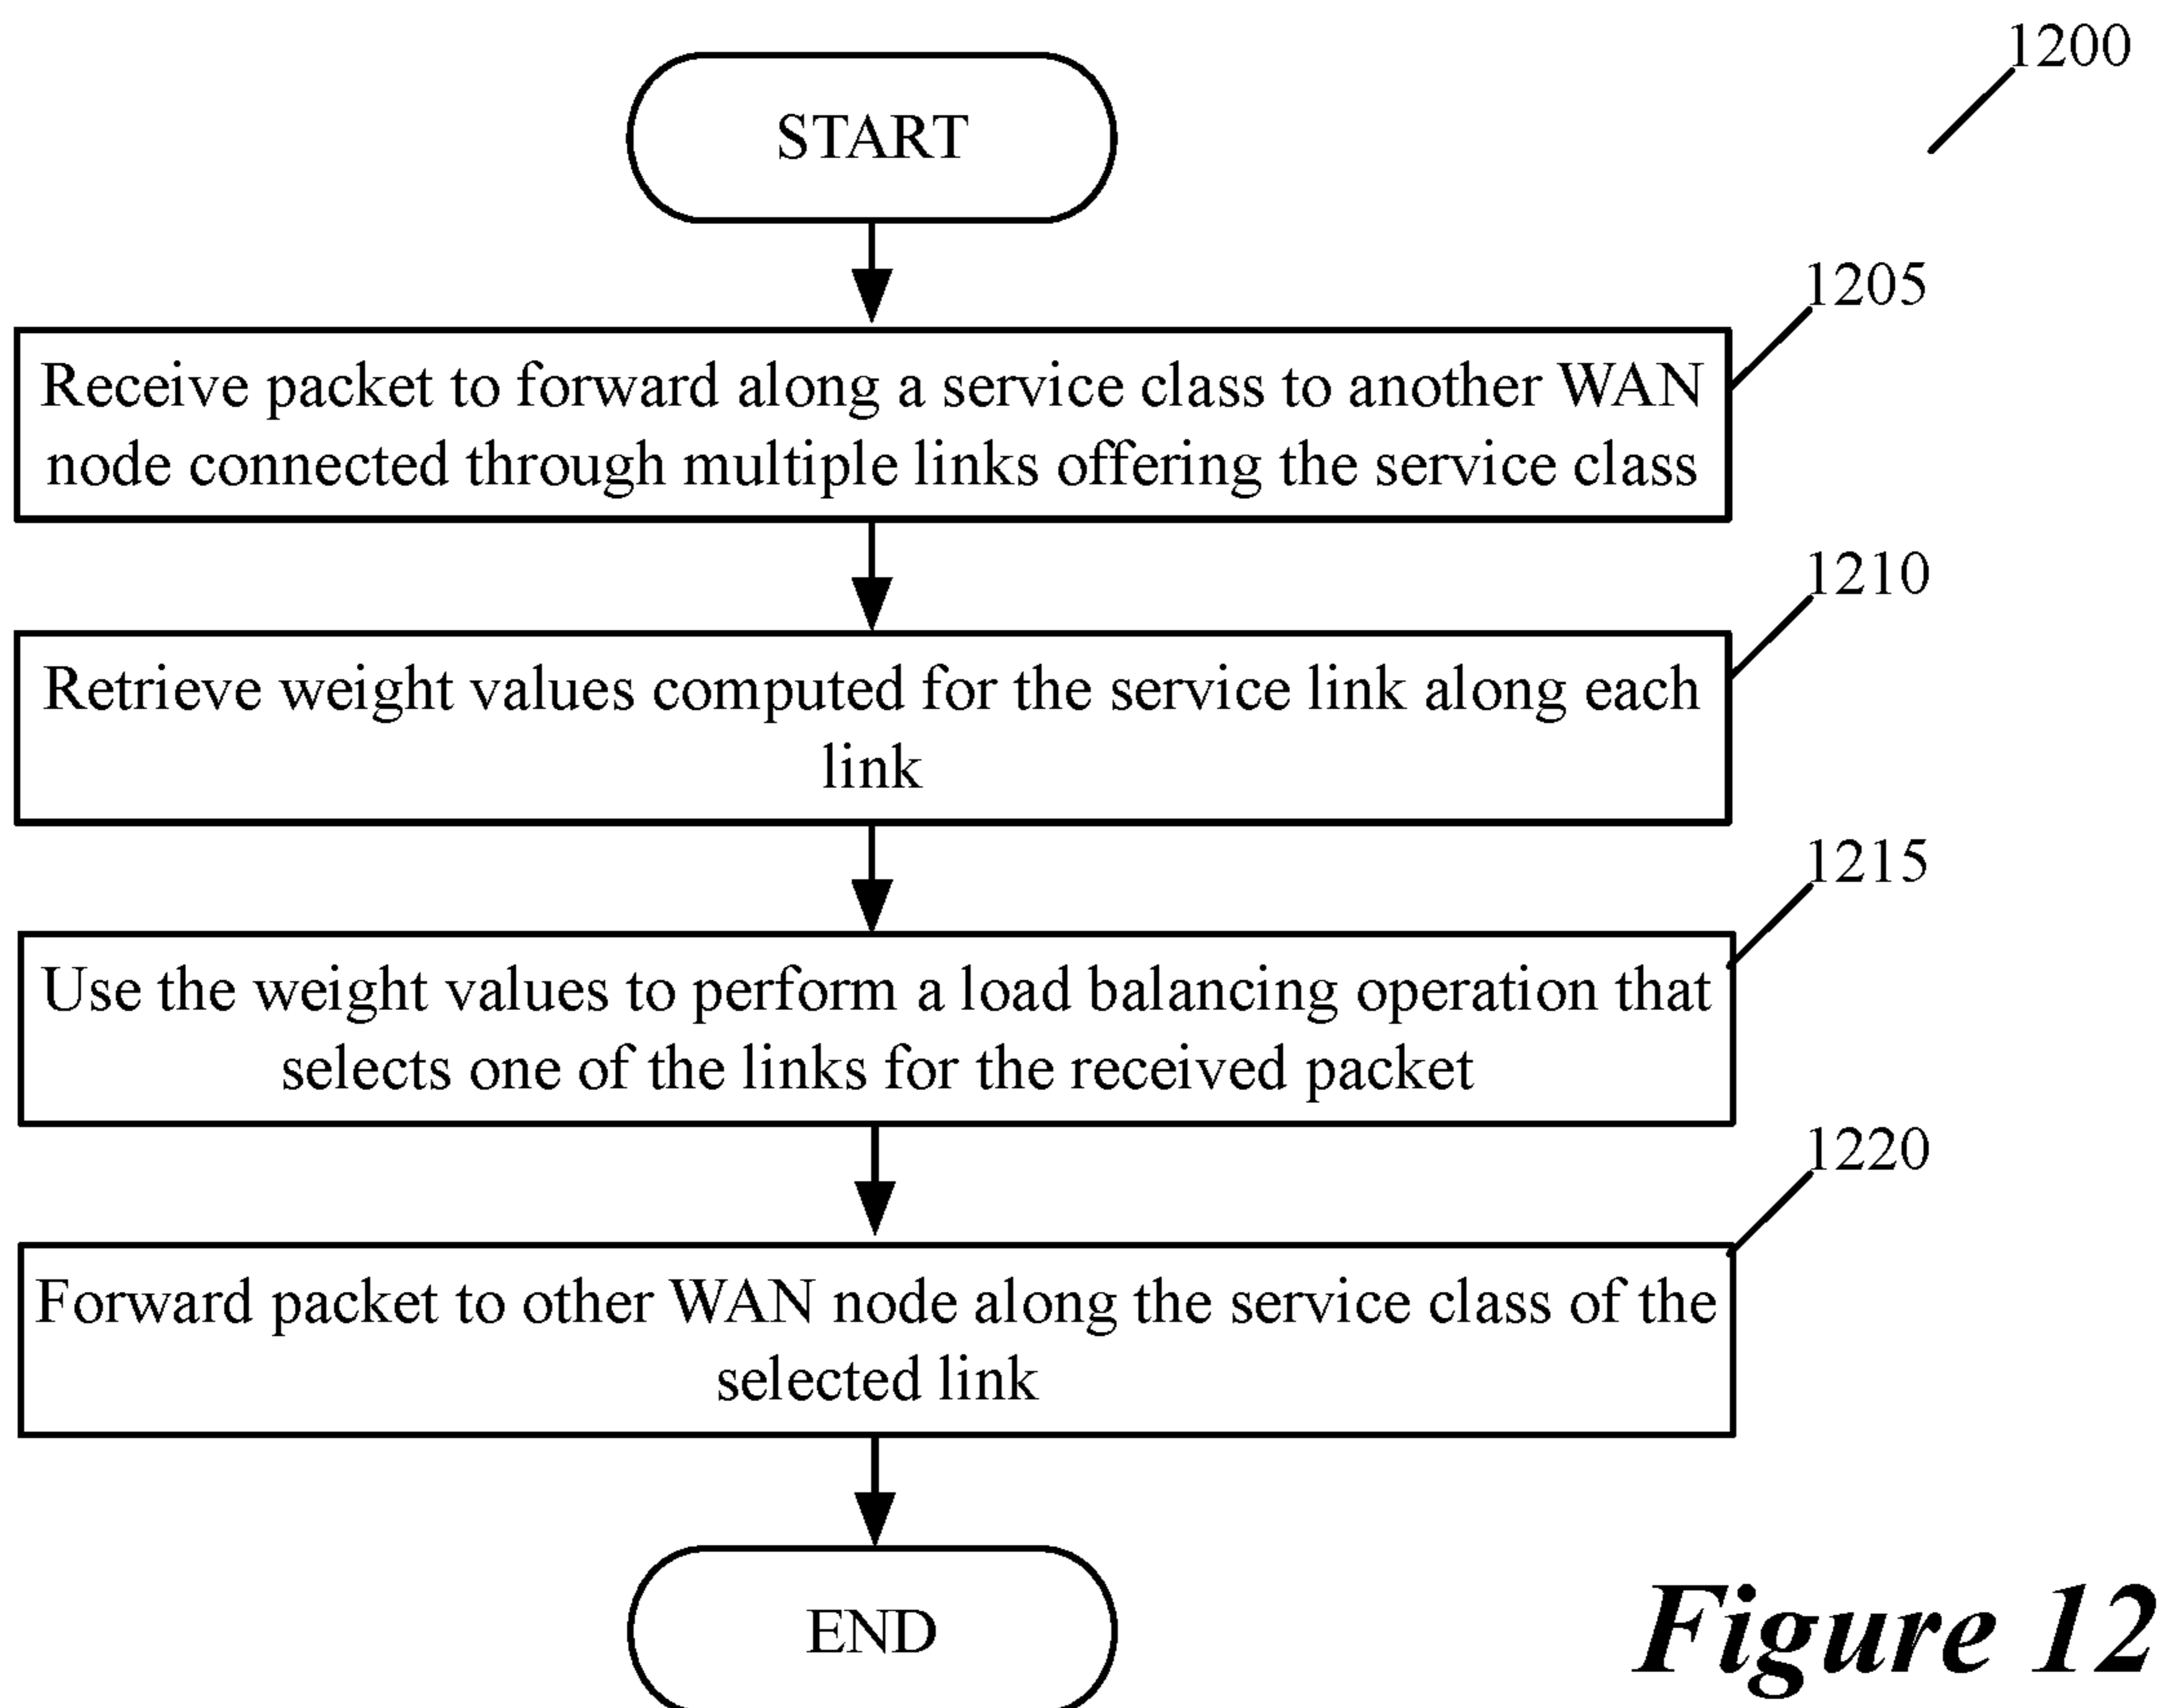 1200
START
1205
Receive packet to forward along a service class to another WAN
node connected through multiple links offering the service class
1210
Retrieve weight values computed for the service link along each
link
1215
Use the weight values to perform a load balancing operation that
selects one of the links for the received packet
1220
Forward packet to other WAN node along the service class of the
selected link
END
Figure 12